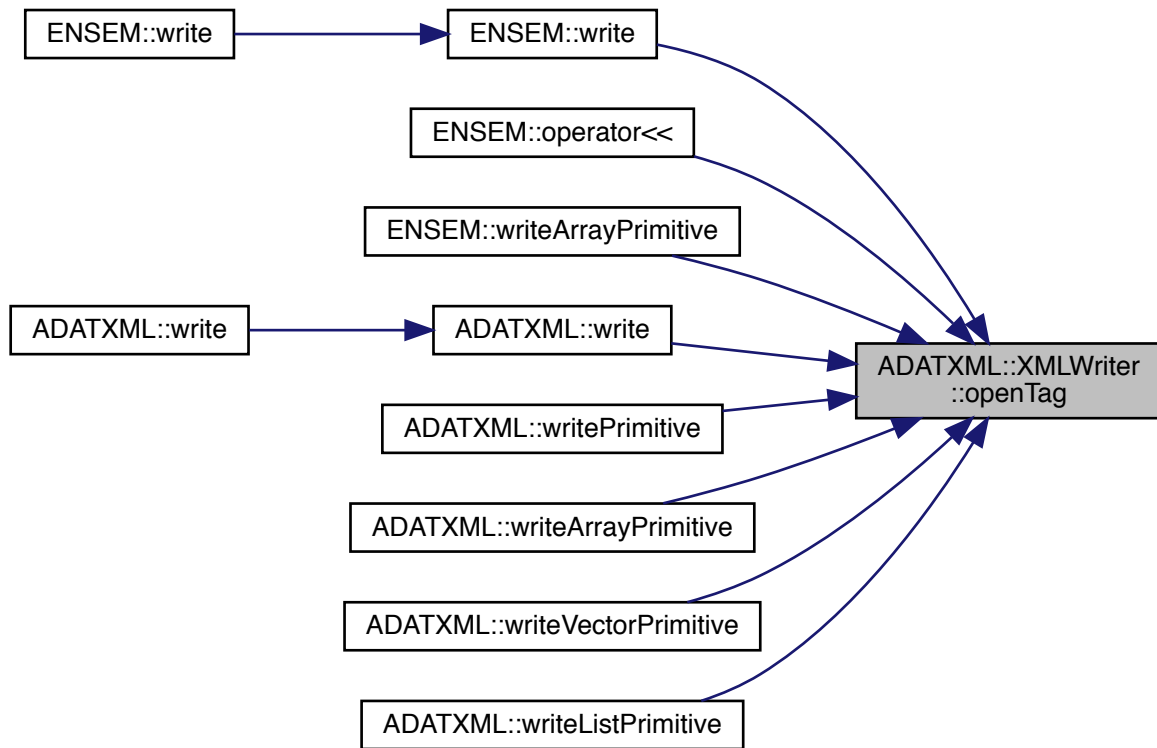 ENSEM::write
ENSEM::write
ENSEM::operator<<
ENSEM::writeArrayPrimitive
ADATXML::write
ADATXML::write
ADATXML::XMLWriter
::openTag
ADATXML::writePrimitive
ADATXML::writeArrayPrimitive
ADATXML::writeVectorPrimitive
ADATXML::writeListPrimitive